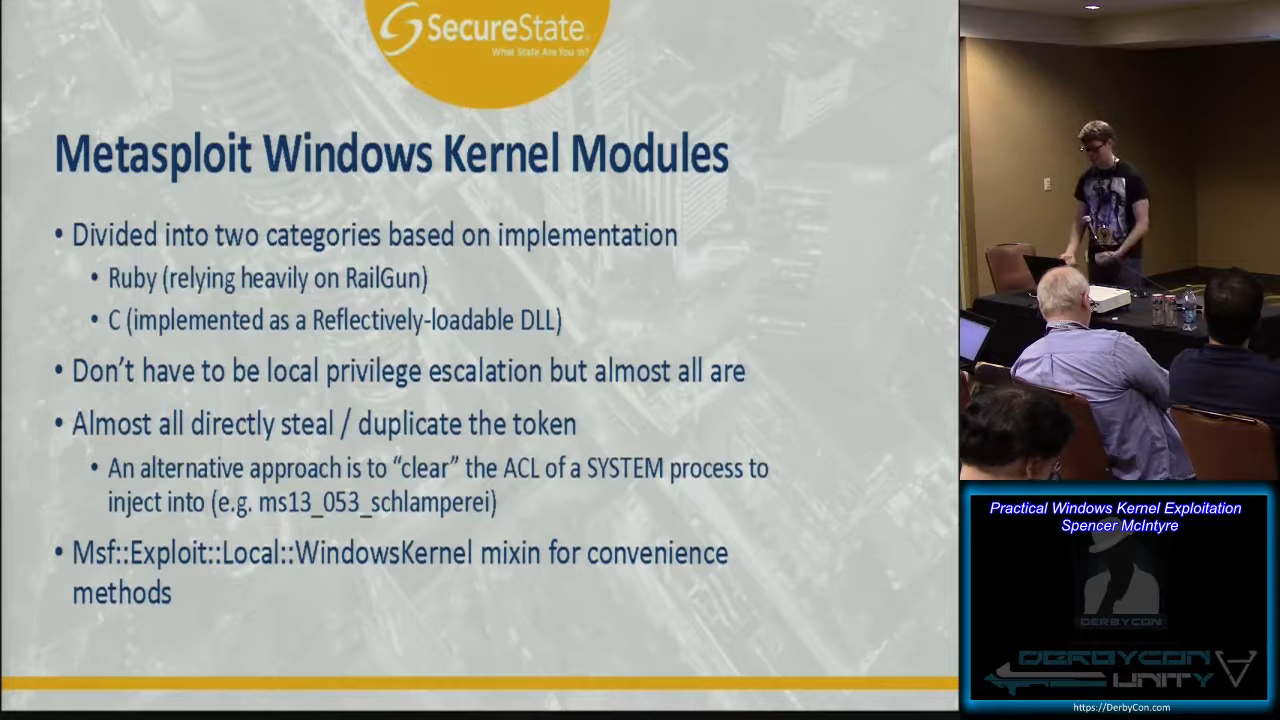 SecureState
What State Are You In?
Metasploit Windows Kernel Modules
• Divided into two categories based on implementation
• Ruby (relying heavily on RailGun)
• C (implemented as a Reflectively-loadable DLL)
• Don’t have to be local privilege escalation but almost all are
• Almost all directly steal / duplicate the token
• An alternative approach is to “clear” the ACL of a SYSTEM process to
inject into (e.g. ms13_053_schlamperei)
• Msf::Exploit::Local::WindowsKernel mixin for convenience
methods
Practical Windows Kernel Exploitation
Spencer McIntyre
DERBYCON
DERBYCON
UNITY
https://DerbyCon.com